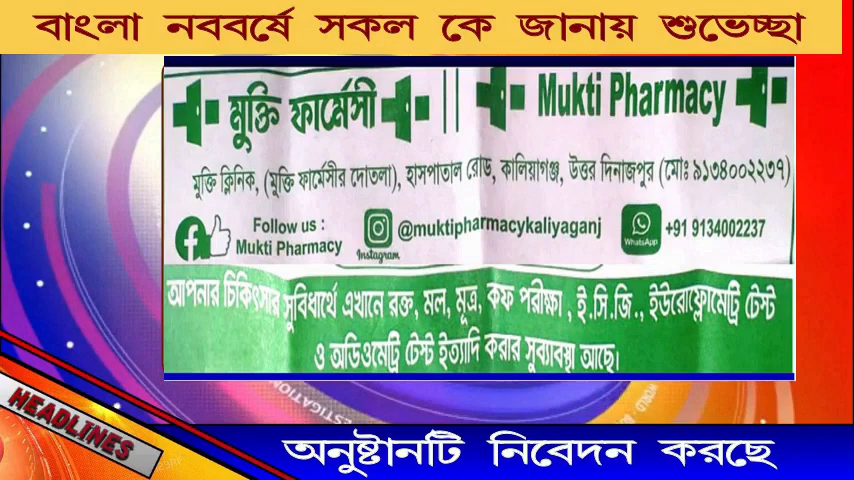 বাংলা নববর্ষে সকল কে জানায় শুভেচ্ছা
মুক্তি ফার্মেসী || Mukti Pharmacy
মুক্তি ক্লিনিক, (মুক্তি ফার্মেসীর দোতলা), হাসপাতাল রোড, কালিয়াগঞ্জ, উত্তর দিনাজপুর (মোঃ ৯১৩৪০০২২৩৭)
Follow us :
Mukti Pharmacy
Instagram
@muktipharmacykaliyaganj
WhatsApp
+91 9134002237
আপনার চিকিৎসার সুবিধার্থে এখানে রক্ত, মল, মূত্র, কফ পরীক্ষা, ই.সি.জি., ইউরোফ্লোমেট্রি টেস্ট
ও অডিওমেট্রি টেস্ট ইত্যাদি করার সুব্যাবস্থা আছে।
HEADLINES
অনুষ্টানটি নিবেদন করছে